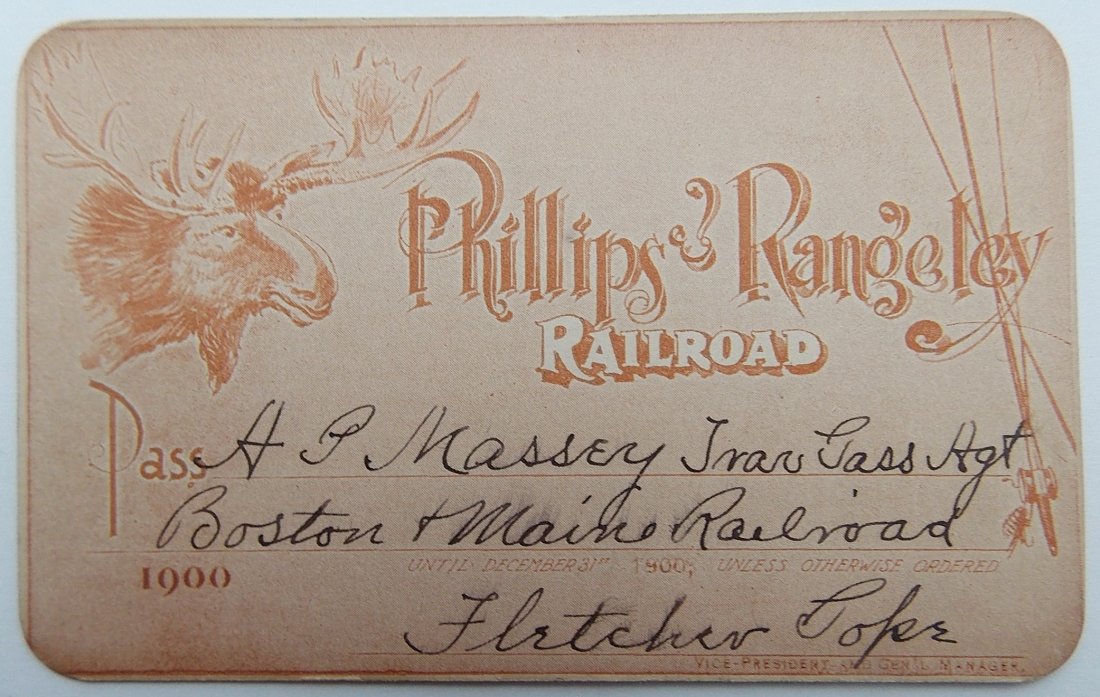 Phillips & Rangeley
RAILROAD
Pass H P Massey Trav Pass Agt
Boston & Maine Railroad
1900 UNTIL DECEMBER 31ST 1900, UNLESS OTHERWISE ORDERED
Fletcher Pope
VICE-PRESIDENT AND GEN'L MANAGER.